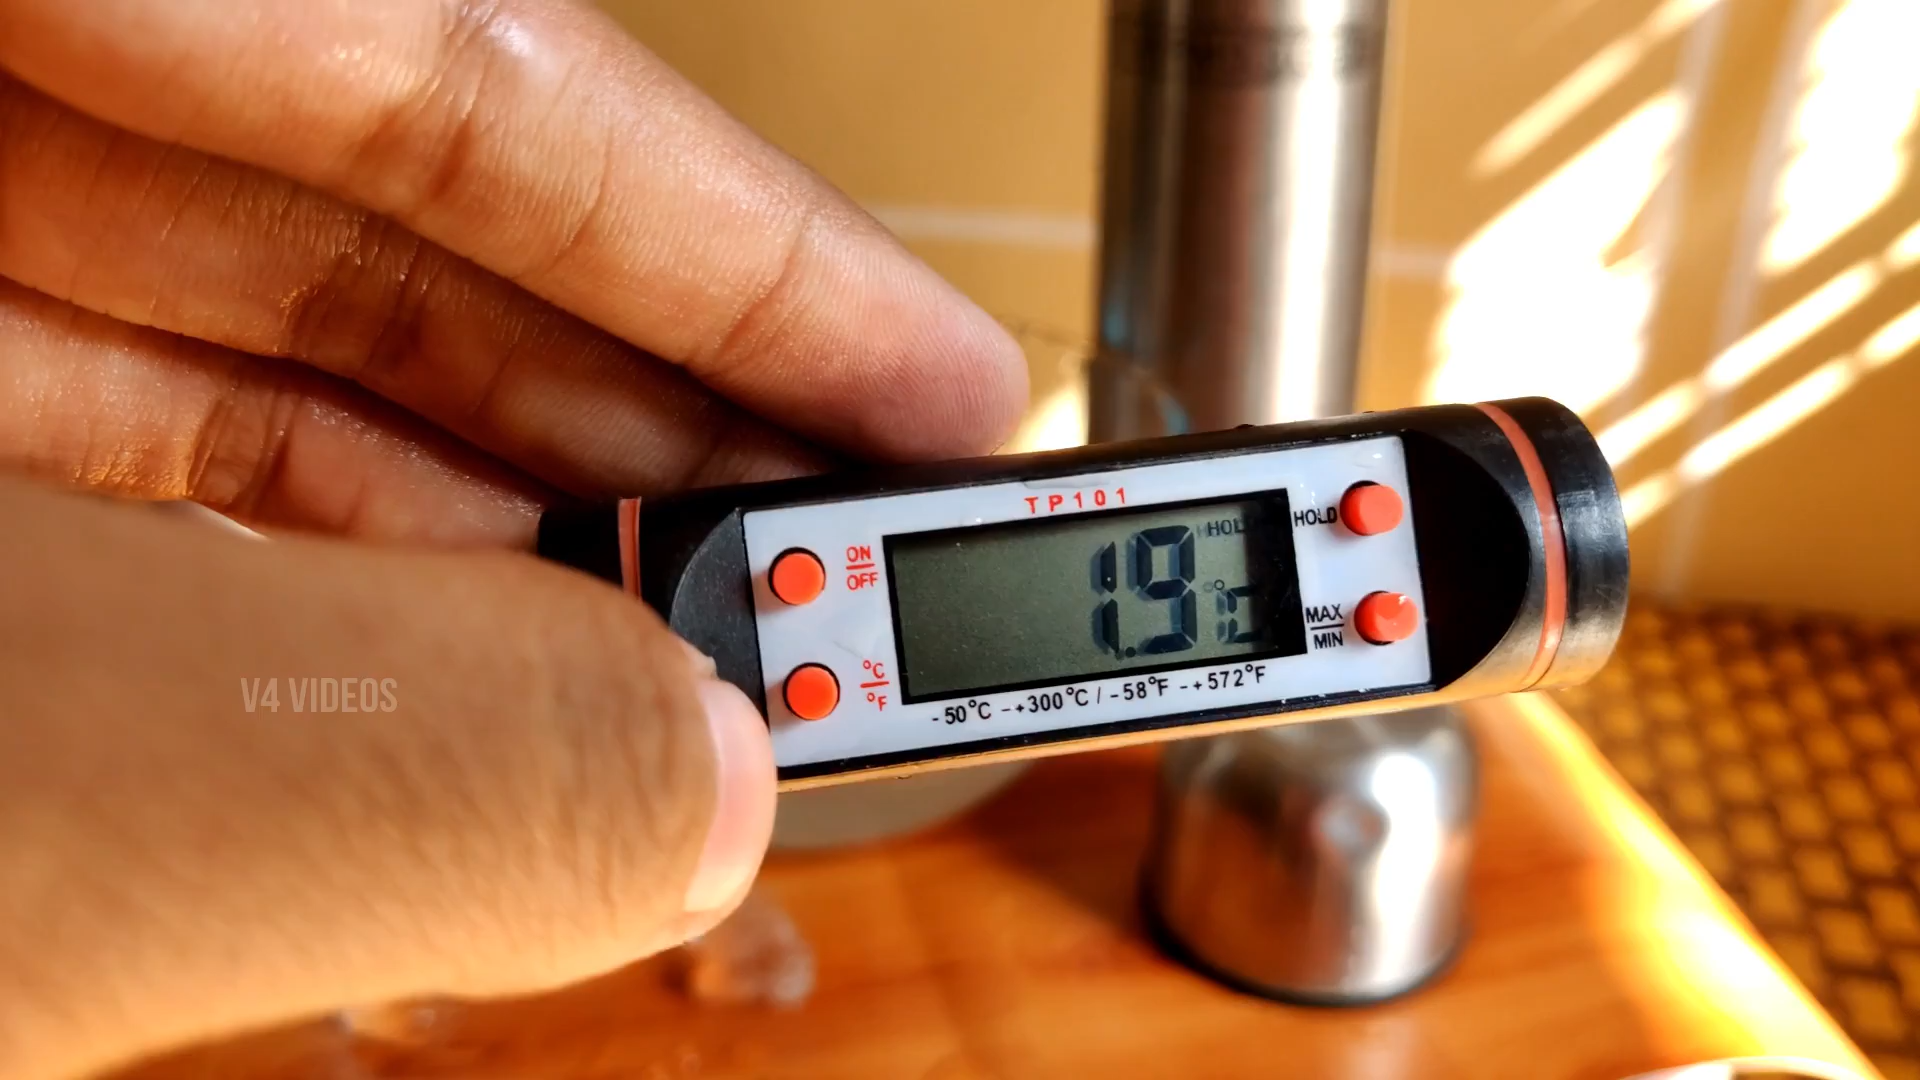 TP101
ON
OFF
°C
°F
HOLD
1.9 °C
HOLD
MAX
MIN
-50°C -+300°C / -58°F -+572°F
V4 VIDEOS